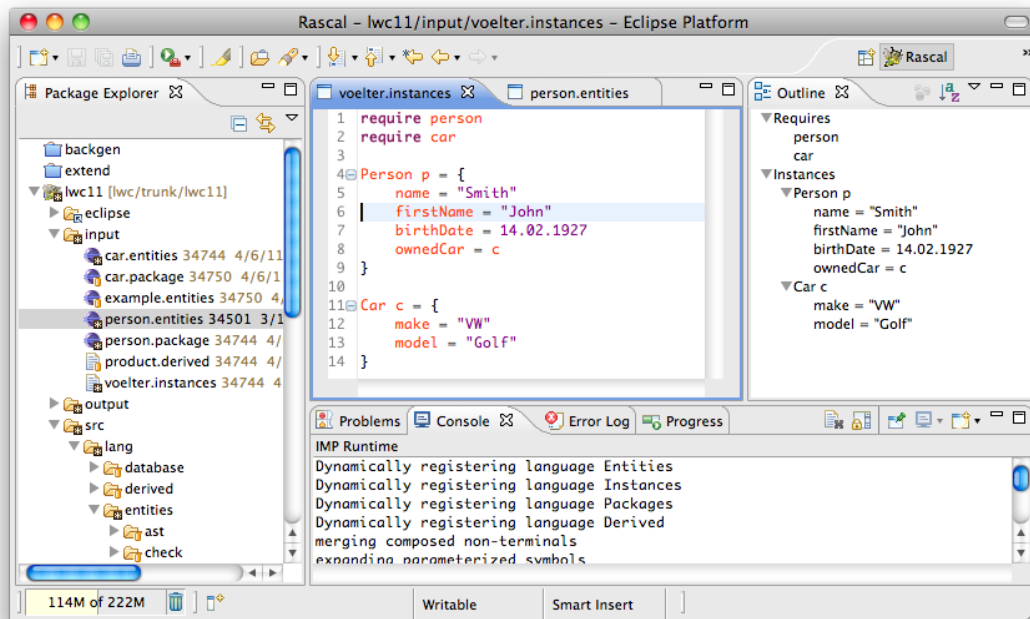 Rascal – lwc11/input/voelter.instances – Eclipse Platform
Rascal
Package Explorer
backgen
extend
lwc11 [lwc/trunk/lwc11]
eclipse
input
car.entities 34744 4/6/11
car.package 34750 4/6/1
example.entities 34750 4/
person.entities 34501 3/1
person.package 34744 4/
product.derived 34744 4/
voelter.instances 34744 4
output
src
lang
database
derived
entities
ast
check
voelter.instances
person.entities
1 require person
2 require car
3
4 Person p = {
5 name = "Smith"
6 firstName = "John"
7 birthDate = 14.02.1927
8 ownedCar = c
9 }
10
11 Car c = {
12 make = "VW"
13 model = "Golf"
14 }
Outline
Requires
person
car
Instances
Person p
name = "Smith"
firstName = "John"
birthDate = 14.02.1927
ownedCar = c
Car c
make = "VW"
model = "Golf"
Problems
Console
Error Log
Progress
IMP Runtime
Dynamically registering language Entities
Dynamically registering language Instances
Dynamically registering language Packages
Dynamically registering language Derived
merging composed non-terminals
expanding parameterized symbols
114M of 222M
Writable
Smart Insert